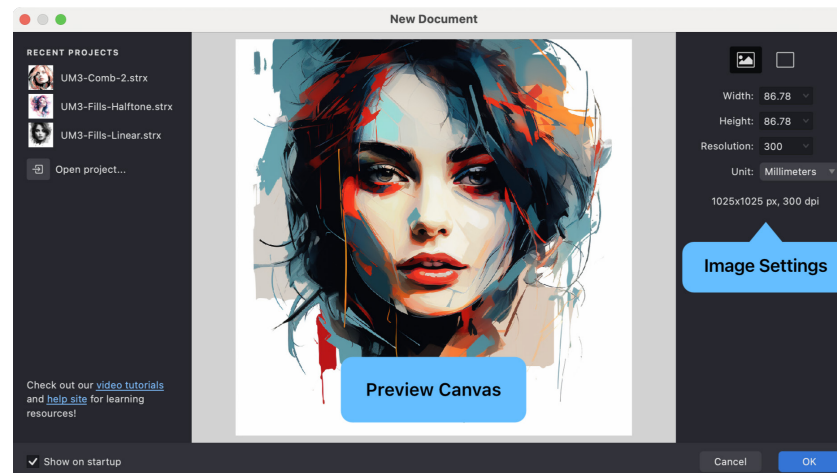 New Document
RECENT PROJECTS
UM3-Comb-2.strx
UM3-Fills-Halftone.strx
UM3-Fills-Linear.strx
Open project...
Check out our video tutorials
and help site for learning
resources!
Show on startup
Preview Canvas
Width: 86.78
Height: 86.78
Resolution: 300
Unit: Millimeters
1025x1025 px, 300 dpi
Image Settings
Cancel
OK